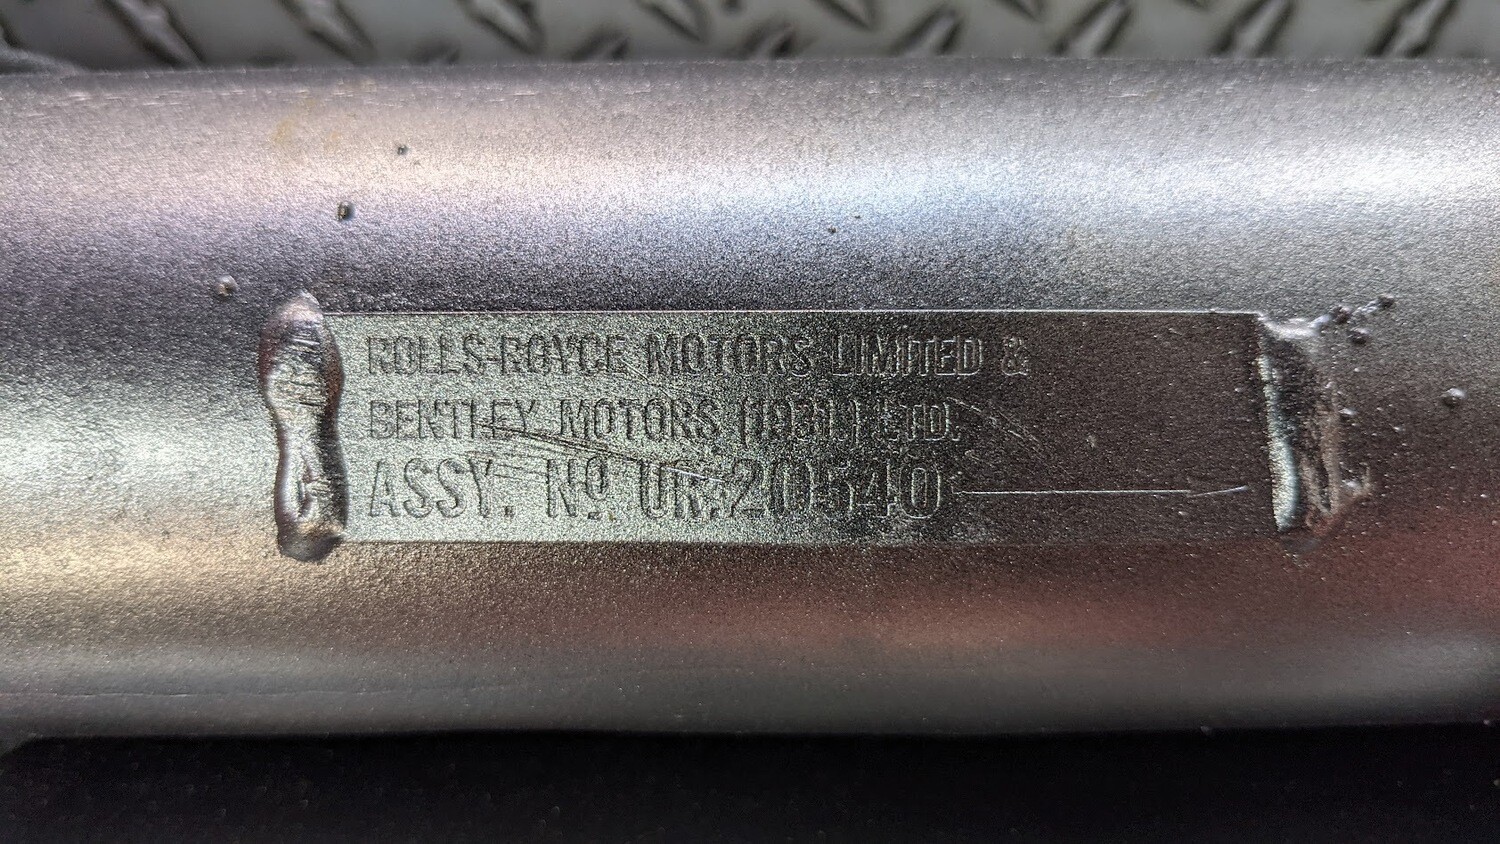 ROLLS-ROYCE MOTORS LIMITED &
BENTLEY MOTORS (1931.) LTD.
ASSY. Nº UR.20540